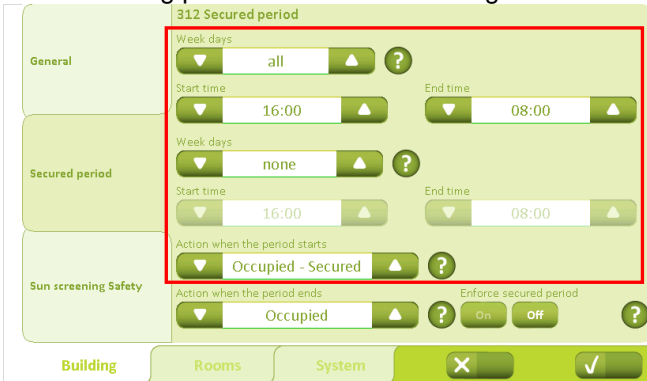 312 Secured period
General
Secured period
Sun screening Safety
Week days
all ?
Start time End time
16:00 08:00
Week days
none ?
Start time End time
16:00 08:00
Action when the period starts
Occupied - Secured ?
Action when the period ends Enforce secured period
Occupied ? On Off ?
Building Rooms System